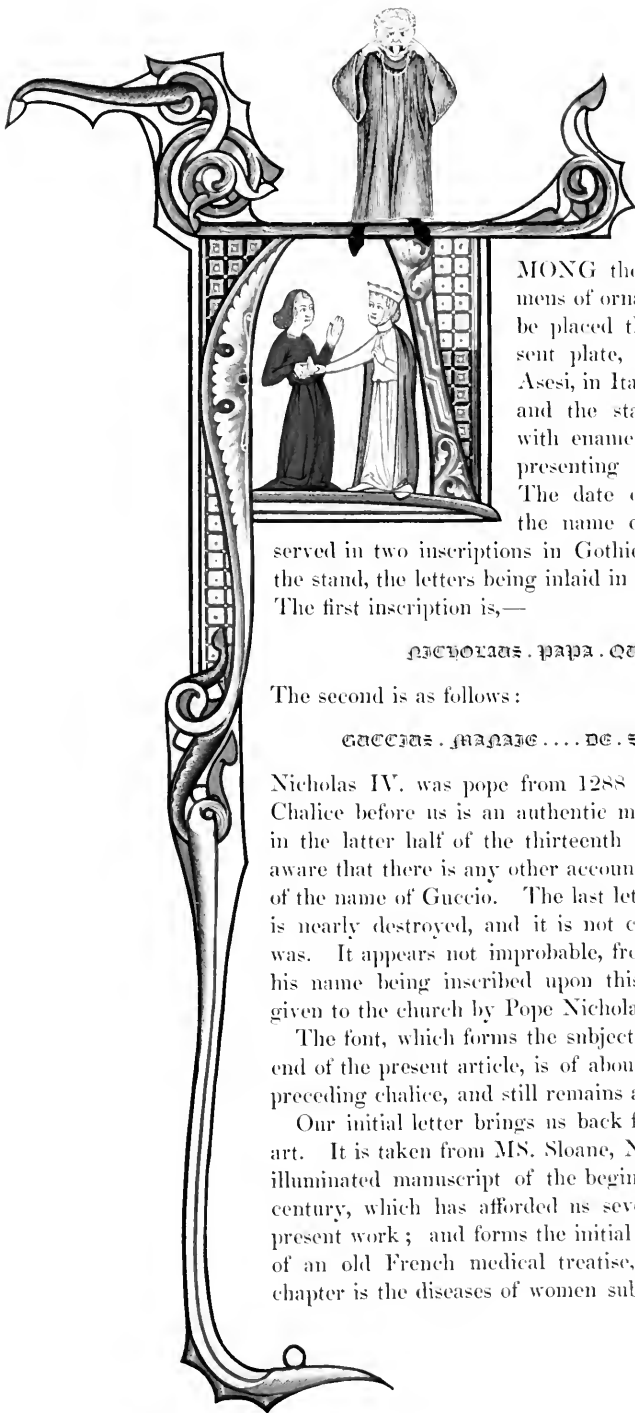 MONG the
mens of orna
be placed th
sent plate,
Asesi, in Ita
and the sta
with ename
presenting
The date o
the name o
served in two inscriptions in Gothic
the stand, the letters being inlaid in
The first inscription is,—
NICHOLAUS . PAPA . QU
The second is as follows:
GUCCIUS . MANAIE .... DE . S
Nicholas IV. was pope from 1288
Chalice before us is an authentic m
in the latter half of the thirteenth
aware that there is any other accoun
of the name of Guccio. The last let
is nearly destroyed, and it is not c
was. It appears not improbable, fro
his name being inscribed upon this
given to the church by Pope Nichola
The font, which forms the subject
end of the present article, is of abou
preceding chalice, and still remains a
Our initial letter brings us back f
art. It is taken from MS. Sloane, N
illuminated manuscript of the begin
century, which has afforded us seve
present work; and forms the initial
of an old French medical treatise,
chapter is the diseases of women sub